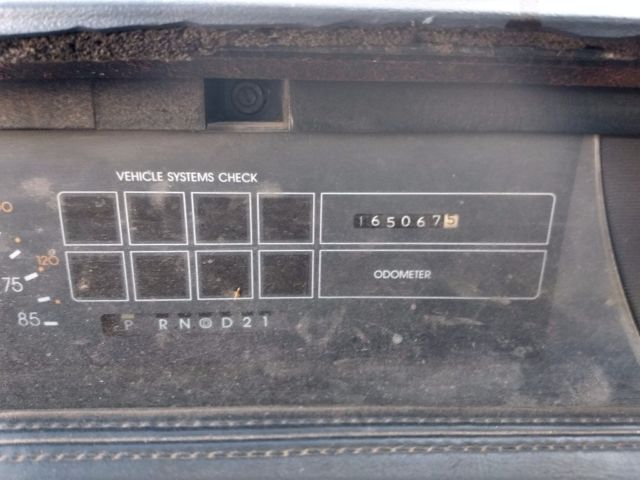 VEHICLE SYSTEMS CHECK
1650675
120
75
ODOMETER
85
P R N D D 2 1